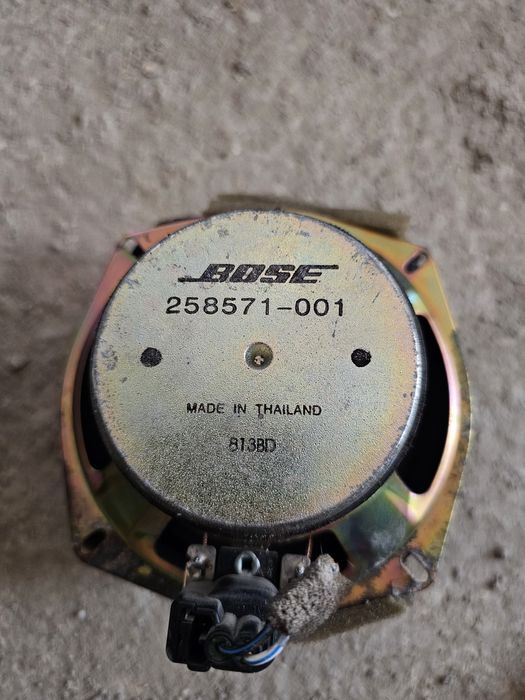 BOSE
258571-001
MADE IN THAILAND
813BD